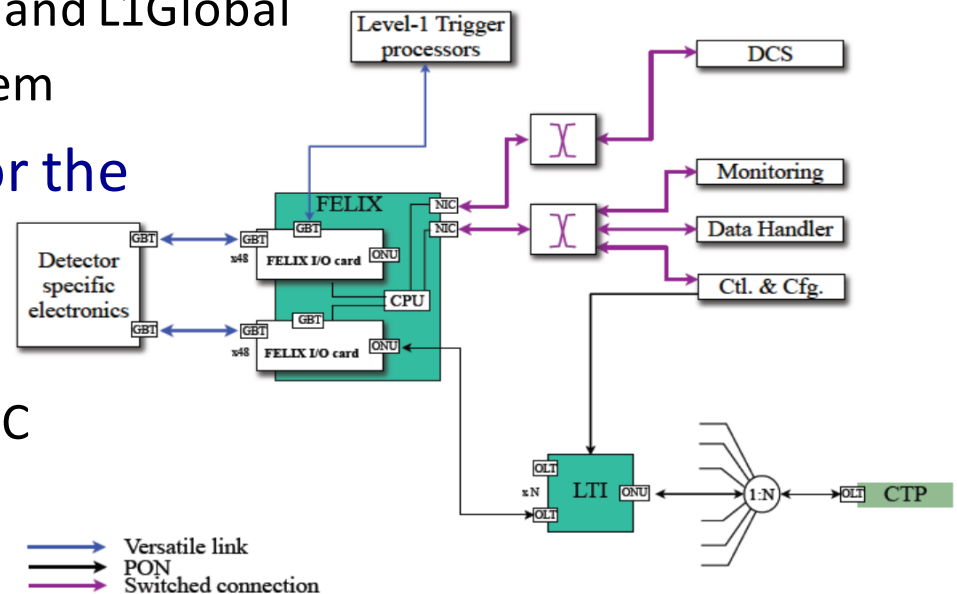 and L1Global
em
or the
C
Level-1 Trigger
processors
DCS
Monitoring
Data Handler
Ctl. & Cfg.
FELIX
NIC
NIC
GBT
GBT
GBT
x48
FELIX I/O card
ONU
Detector
specific
electronics
CPU
GBT
GBT
GBT
x48
FELIX I/O card
ONU
OLT
xN
LTI
ONU
OLT
1:N
OLT
CTP
Versatile link
PON
Switched connection